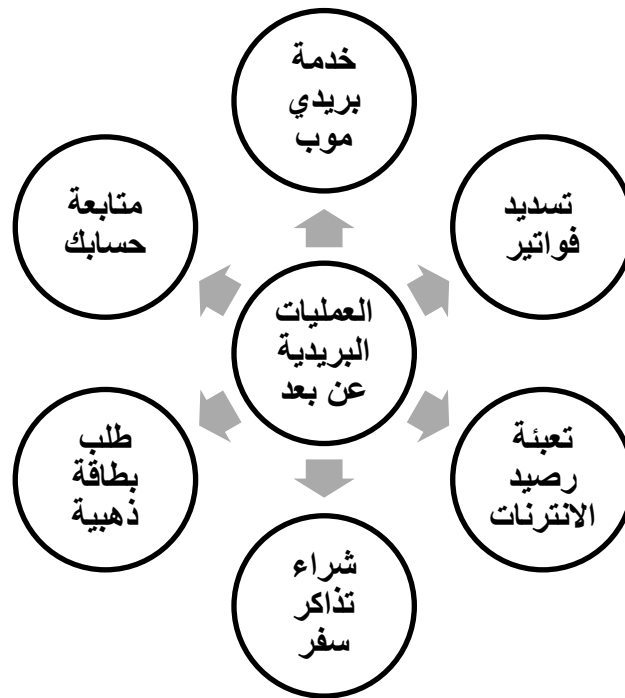 خدمة
بريدي
موب
تسديد
فواتير
متابعة
حسابك
العمليات
البريدية
عن بعد
تعبئة
رصيد
الانترنات
طلب
بطاقة
ذهبية
شراء
تذاكر
سفر